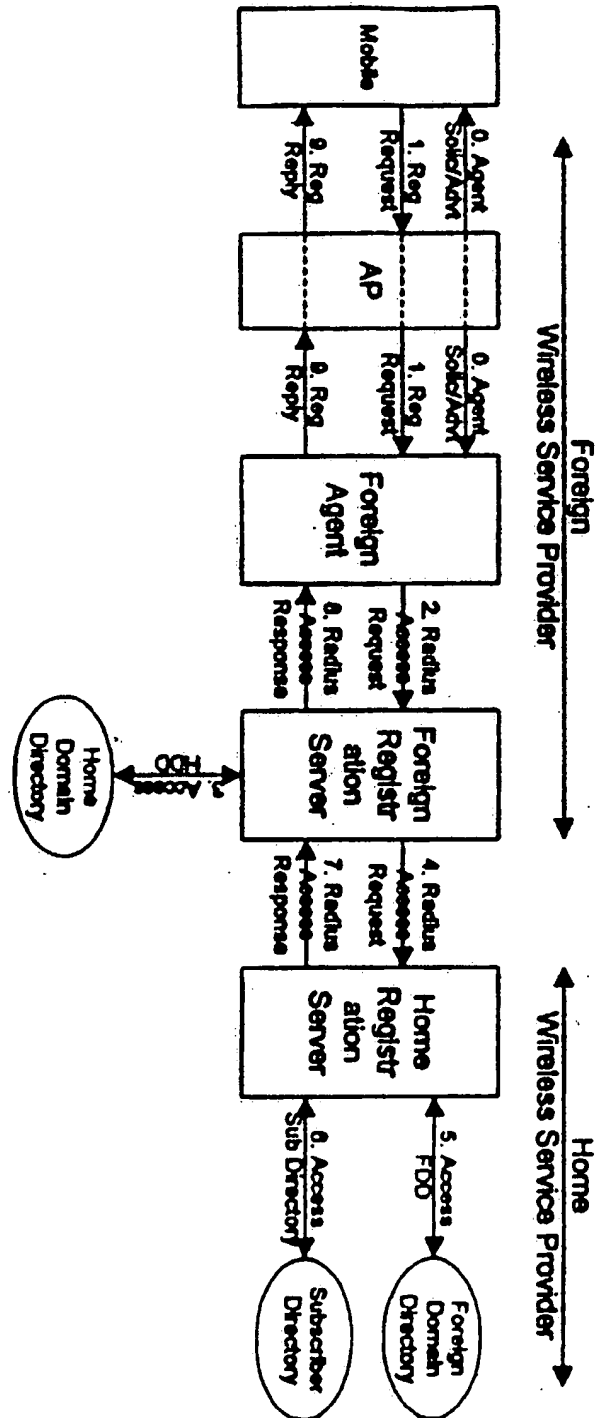 Foreign
Wireless Service Provider
Home
Wireless Service Provider
Mobile
0. Agent
Solic/Advt
1. Reg
Request
9. Reg
Reply
AP
0. Agent
Solic/Advt
1. Reg
Request
9. Reg
Reply
Foreign
Agent
2. Radius
Access
Request
8. Radius
Access
Response
Foreign
Registr
ation
Server
3. Access
HDD
Home
Domain
Directory
4. Radius
Access
Request
7. Radius
Access
Response
Home
Registr
ation
Server
5. Access
FDD
6. Access
Sub Directory
Foreign
Domain
Directory
Subscriber
Directory